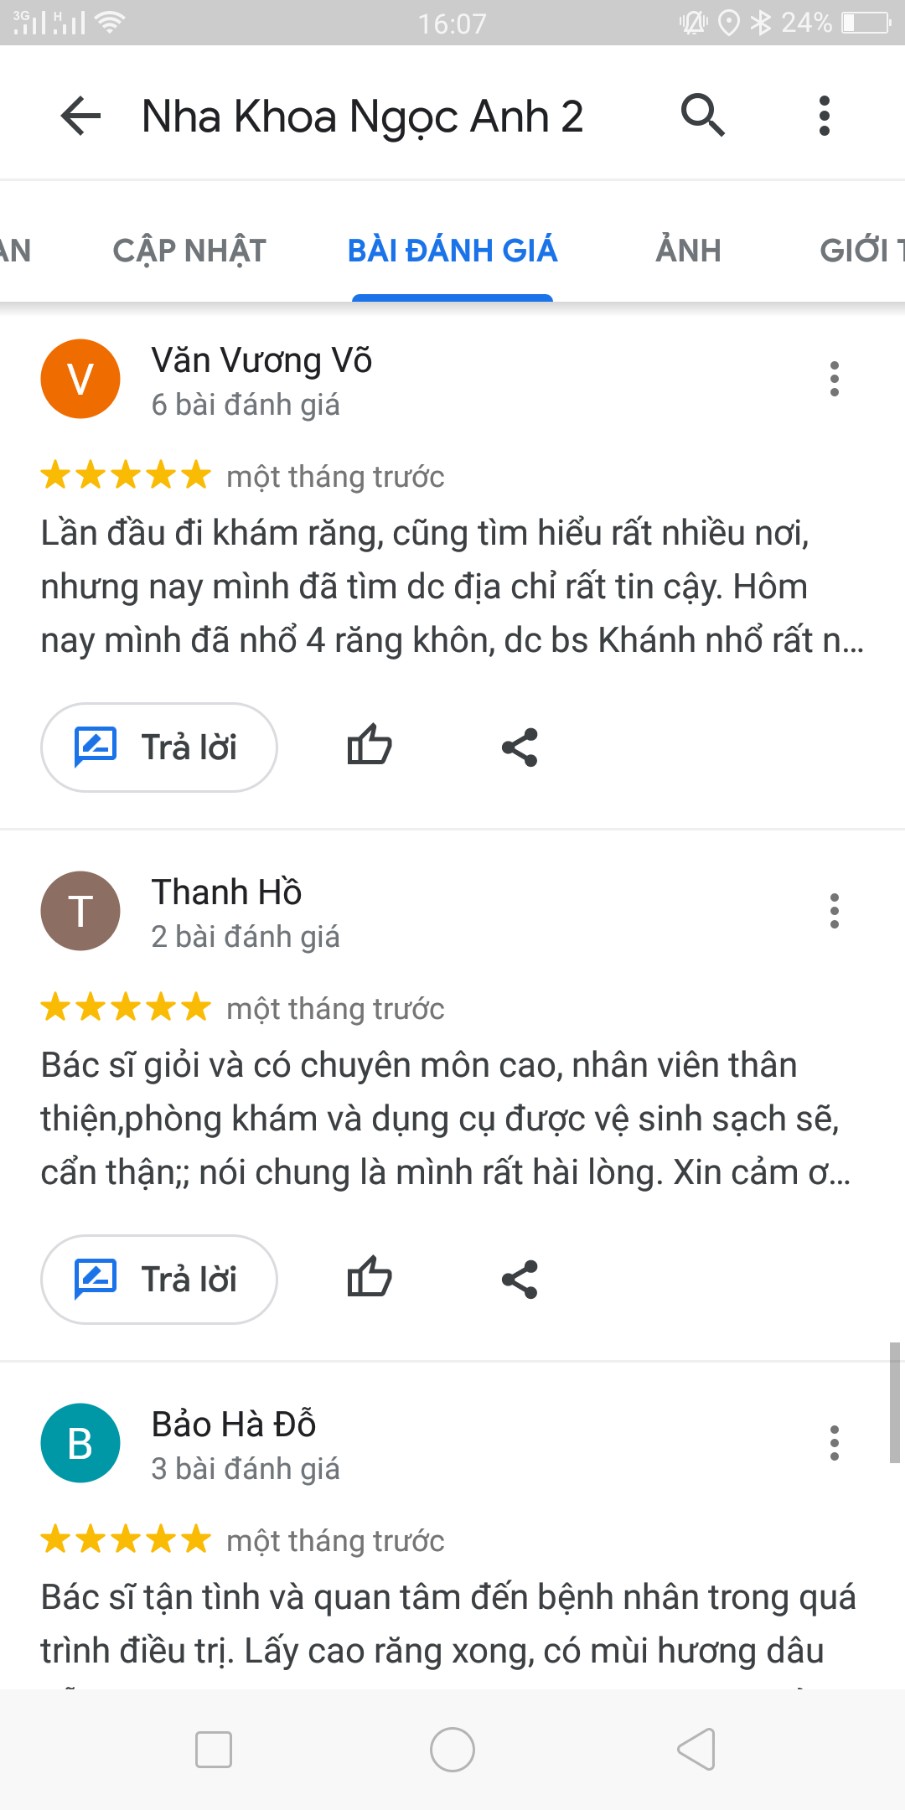 3G H 16:07 24%
Nha Khoa Ngọc Anh 2
AN CẬP NHẬT BÀI ĐÁNH GIÁ ẢNH GIỚI T
V Văn Vương Võ
6 bài đánh giá
một tháng trước
Lần đầu đi khám răng, cũng tìm hiểu rất nhiều nơi,
nhưng nay mình đã tìm dc địa chỉ rất tin cậy. Hôm
nay mình đã nhổ 4 răng khôn, dc bs Khánh nhổ rất n...
Trả lời
T Thanh Hồ
2 bài đánh giá
một tháng trước
Bác sĩ giỏi và có chuyên môn cao, nhân viên thân
thiện,phòng khám và dụng cụ được vệ sinh sạch sẽ,
cẩn thận;; nói chung là mình rất hài lòng. Xin cảm ơ...
Trả lời
B Bảo Hà Đỗ
3 bài đánh giá
một tháng trước
Bác sĩ tận tình và quan tâm đến bệnh nhân trong quá
trình điều trị. Lấy cao răng xong, có mùi hương dâu